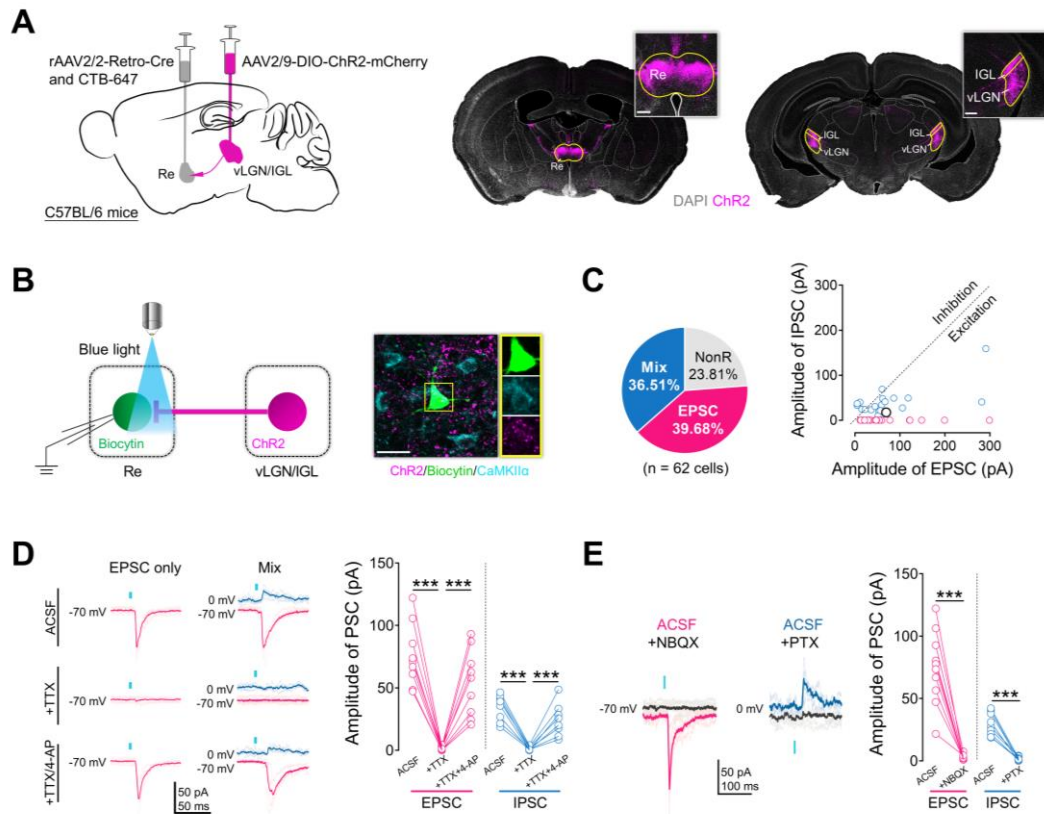 A
rAAV2/2-Retro-Cre
and CTB-647
AAV2/9-DIO-ChR2-mCherry
Re
vLGN/IGL
C57BL/6 mice
Re
Re
IGL
vLGN
IGL
vLGN
IGL
vLGN
DAPI ChR2
B
Blue light
Biocytin
ChR2
Re
vLGN/IGL
ChR2/Biocytin/CaMKIIα
C
Mix
36.51%
NonR
23.81%
EPSC
39.68%
(n = 62 cells)
Amplitude of IPSC (pA)
300
200
100
0
0 100 200 300
Inhibition
Excitation
Amplitude of EPSC (pA)
D
EPSC only
Mix
ACSF
-70 mV
0 mV
-70 mV
+TTX
-70 mV
0 mV
-70 mV
+TTX/4-AP
-70 mV
0 mV
-70 mV
50 pA
50 ms
Amplitude of PSC (pA)
150
100
50
0
*** ***
*** ***
ACSF
+TTX
+TTX+4-AP
ACSF
+TTX
+TTX+4-AP
EPSC
IPSC
E
ACSF
+NBQX
-70 mV
ACSF
+PTX
0 mV
50 pA
100 ms
Amplitude of PSC (pA)
150
100
50
0
***
***
ACSF
+NBQX
ACSF
+PTX
EPSC
IPSC